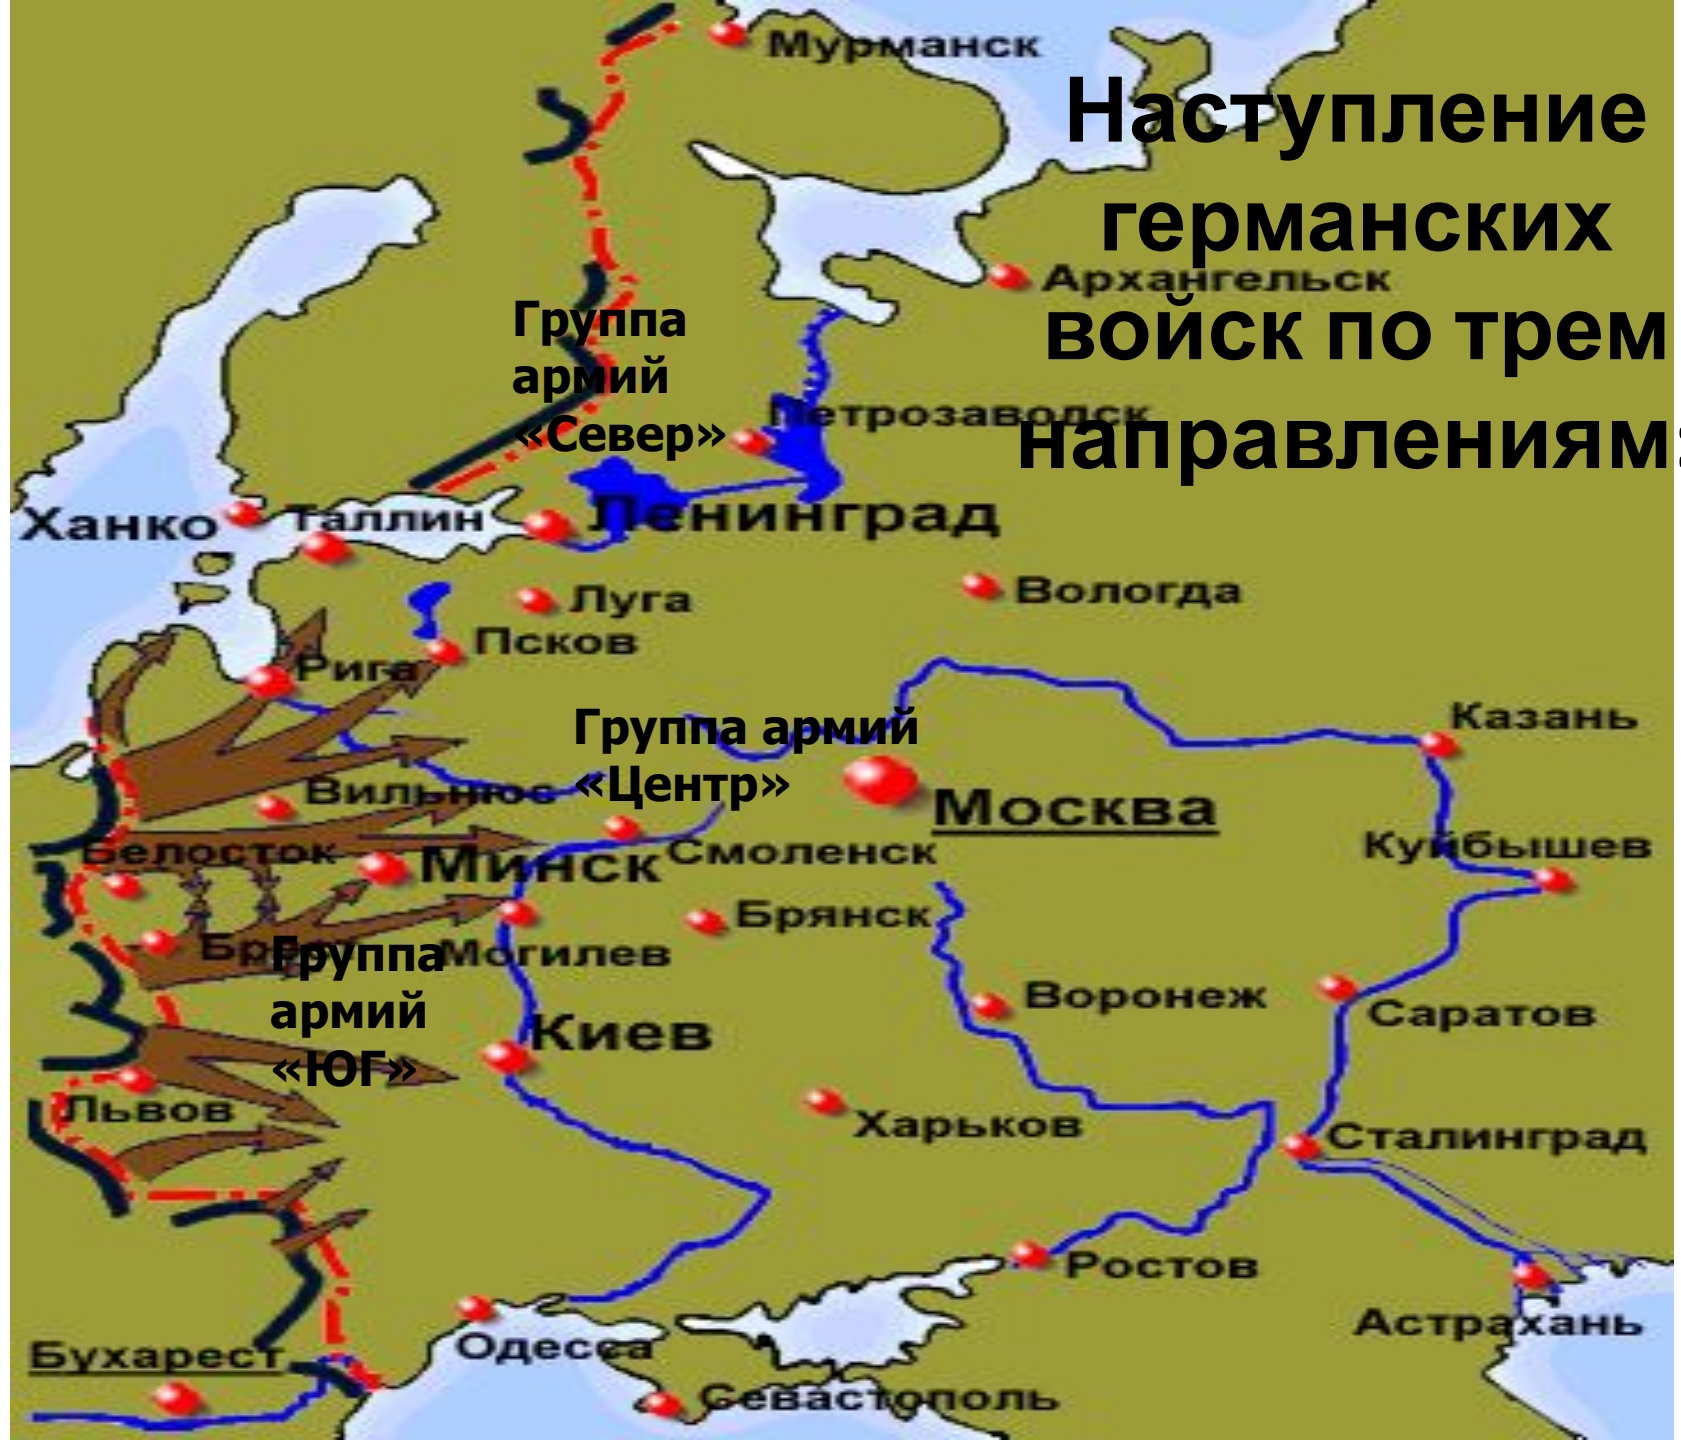 Мурманск
Наступление
германских
войск по трем
направлениям:
Архангельск
Группа
армий
«Север»
Петрозаводск
Ханко
Таллин
Ленинград
Луга
Вологда
Псков
Рига
Группа армий
«Центр»
Казань
Вильнюс
Москва
Белосток
Минск
Смоленск
Куйбышев
Брянск
Могилев
Группа
армий
«ЮГ»
Воронеж
Саратов
Киев
Львов
Харьков
Сталинград
Ростов
Астрахань
Бухарест
Одесса
Севастополь